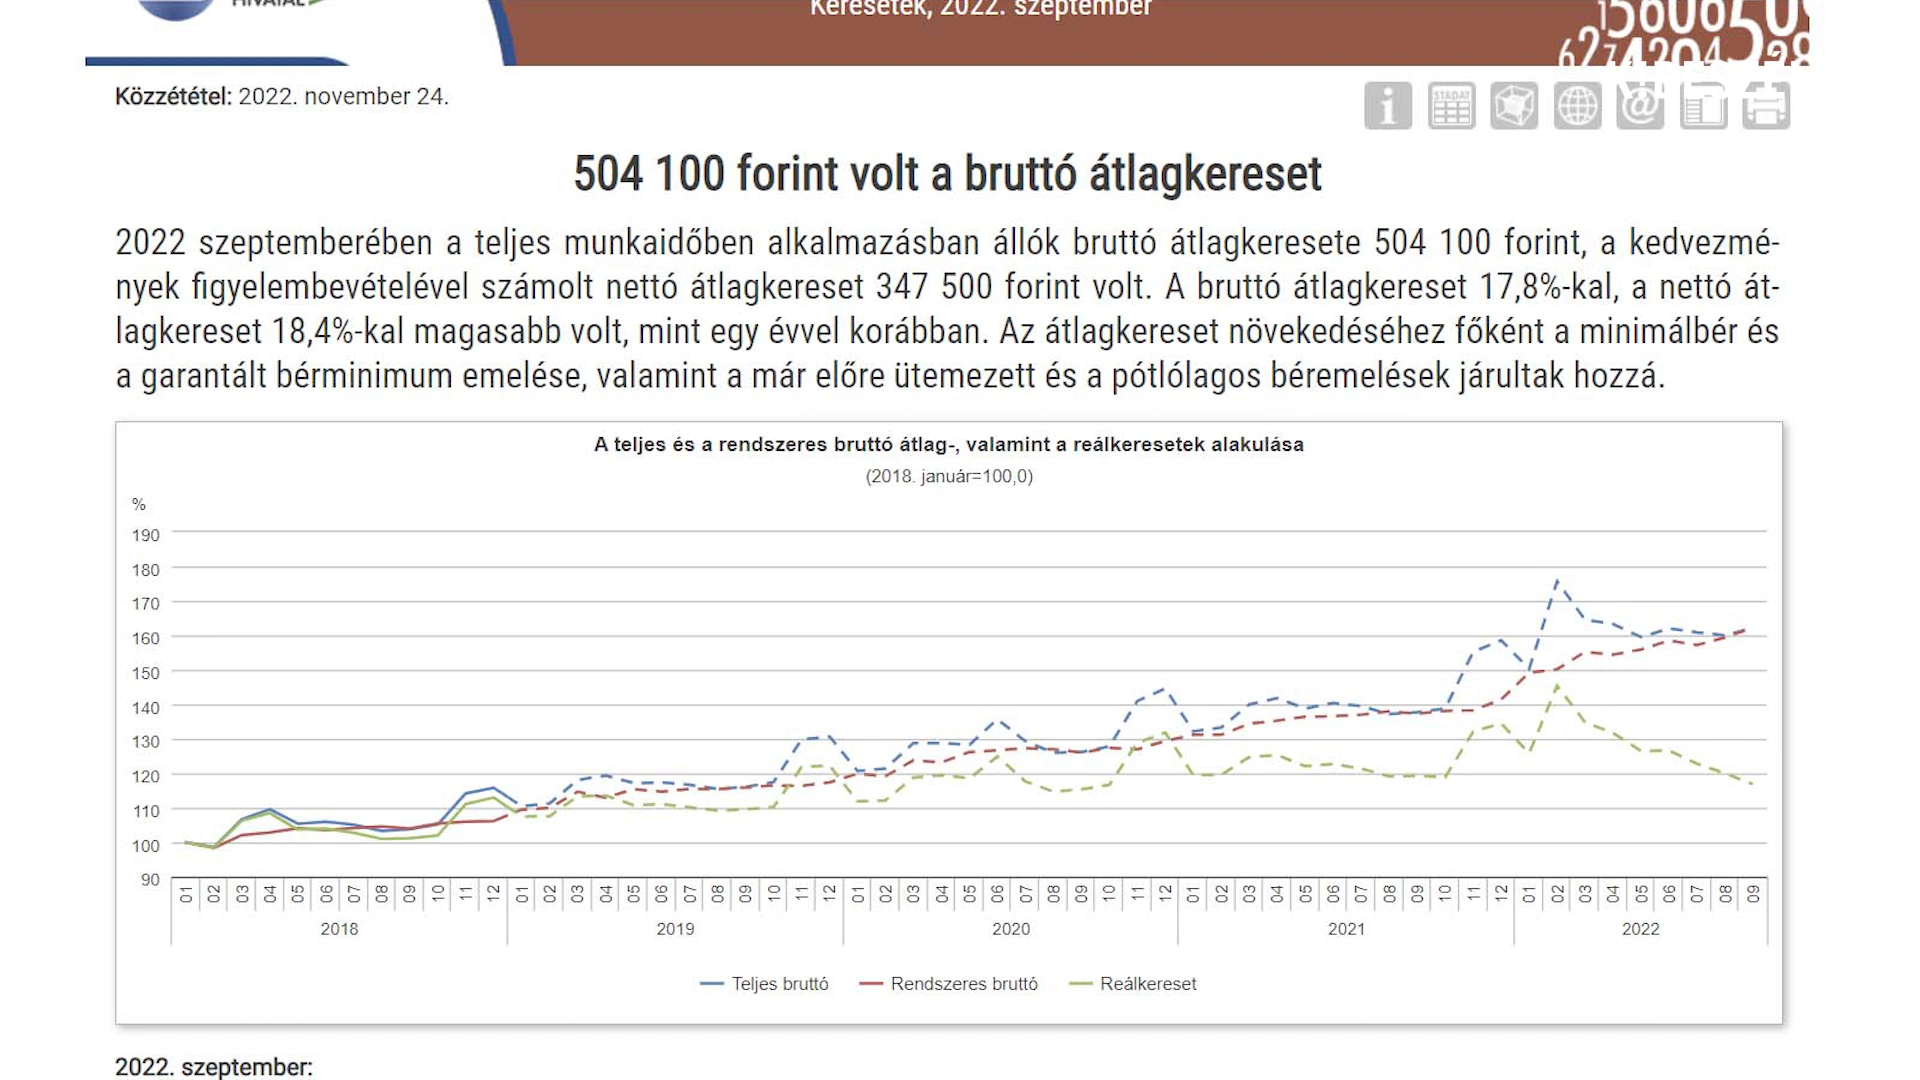 HIVATAL
Keresetek, 2022. szeptember
Közzététel: 2022. november 24.
STADAT
504 100 forint volt a bruttó átlagkereset
2022 szeptemberében a teljes munkaidőben alkalmazásban állók bruttó átlagkeresete 504 100 forint, a kedvezmé-
nyek figyelembevételével számolt nettó átlagkereset 347 500 forint volt. A bruttó átlagkereset 17,8%-kal, a nettó át-
lagkereset 18,4%-kal magasabb volt, mint egy évvel korábban. Az átlagkereset növekedéséhez főként a minimálbér és
a garantált bérminimum emelése, valamint a már előre ütemezett és a pótlólagos béremelések járultak hozzá.
A teljes és a rendszeres bruttó átlag-, valamint a reálkeresetek alakulása
(2018. január=100,0)
%
190
180
170
160
150
140
130
120
110
100
90
01 02 03 04 05 06 07 08 09 10 11 12 01 02 03 04 05 06 07 08 09 10 11 12 01 02 03 04 05 06 07 08 09 10 11 12 01 02 03 04 05 06 07 08 09 10 11 12 01 02 03 04 05 06 07 08 09
2018 2019 2020 2021 2022
Teljes bruttó Rendszeres bruttó Reálkereset
2022. szeptember: